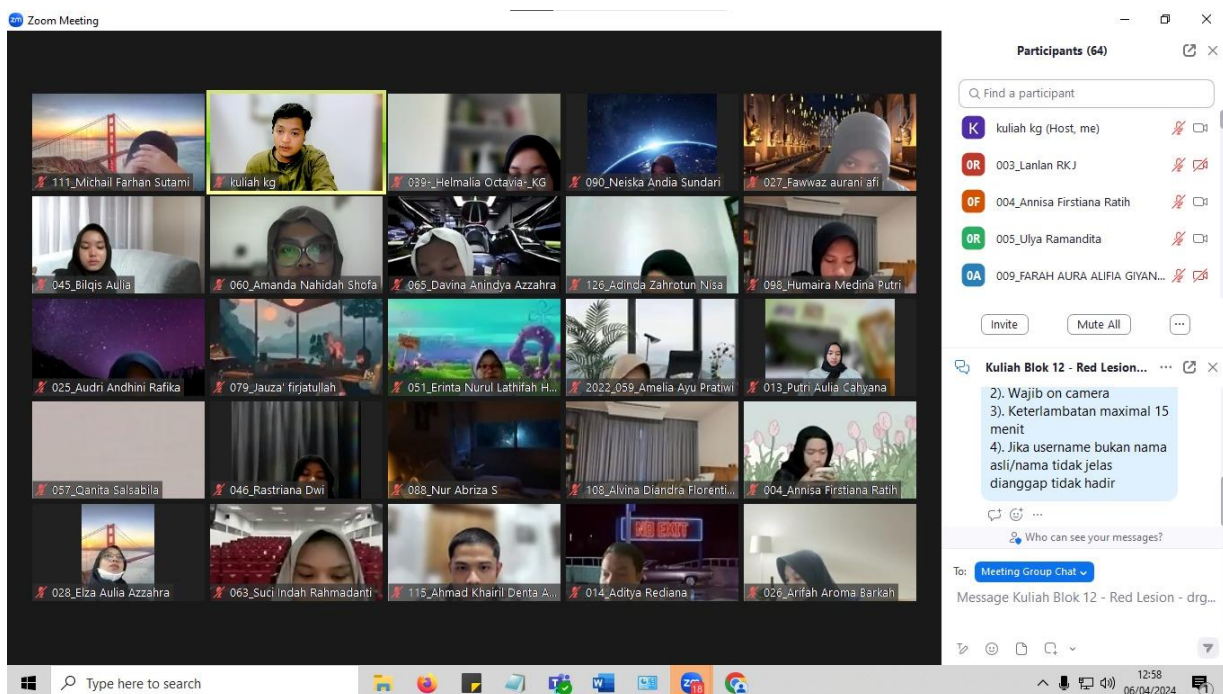 Zoom Meeting
111_Michail Farhan Sutami
kuliah kg
039-_Helmalia Octavia-_KG
090_Neiska Andia Sundari
027_Fawwaz aurani afi
045_Bilqis Aulia
060_Amanda Nahidah Shofa
065_Davina Anindya Azzahra
126_Adinda Zahrotun Nisa
098_Humaira Medina Putri
025_Audri Andhini Rafika
079_Jauza' firjatullah
051_Erinta Nurul Lathifah H...
2022_059_Amelia Ayu Pratiwi
013_Putri Aulia Cahyana
057_Qanita Salsabila
046_Rastriana Dwi
088_Nur Abriza S
108_Alvina Diandra Florenti...
004_Annisa Firstiana Ratih
NO EXIT
028_Elza Aulia Azzahra
063_Suci Indah Rahmadanti
115_Ahmad Khairil Denta A...
014_Aditya Rediana
026_Arifah Aroma Barkah
Participants (64)
Find a participant
K kuliah kg (Host, me)
0R 003_Lanlan RKJ
0F 004_Annisa Firstiana Ratih
0R 005_Ulya Ramandita
0A 009_FARAH AURA ALIFIA GIYAN...
Invite Mute All ...
Kuliah Blok 12 - Red Lesion... ...
2). Wajib on camera
3). Keterlambatan maximal 15
menit
4). Jika username bukan nama
asli/nama tidak jelas
dianggap tidak hadir
Who can see your messages?
To: Meeting Group Chat
Message Kuliah Blok 12 - Red Lesion - drg...
Type here to search
zm
18
12:58
06/04/2024